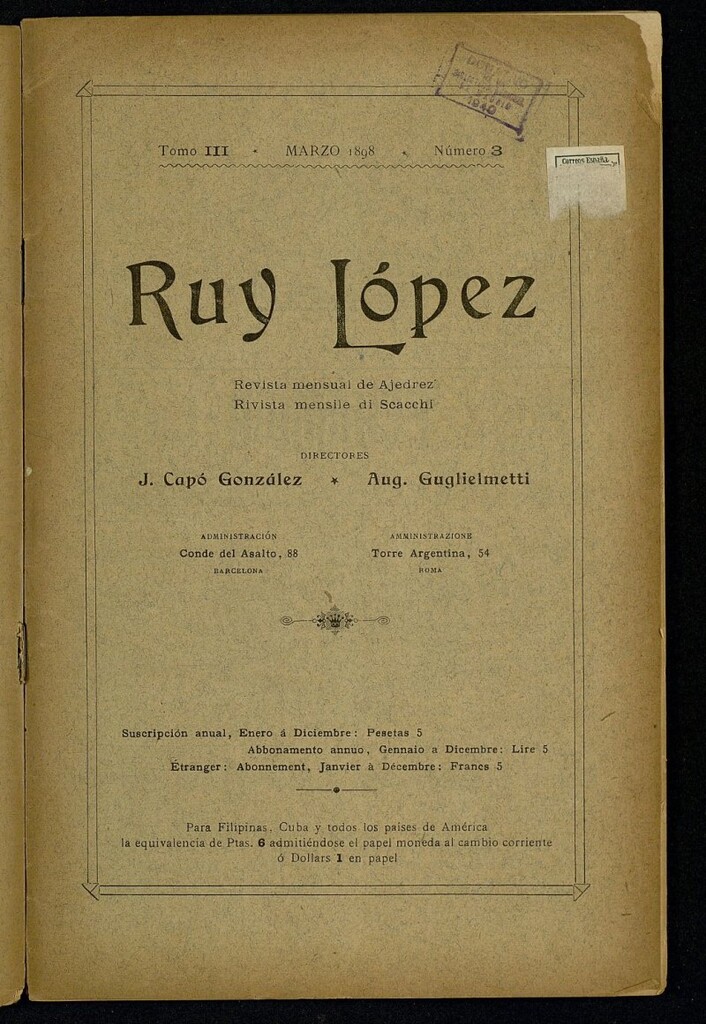 1940
Tomo III • MARZO 1898 • Número 3
CORREOS ESPAÑA
Ruy López
Revista mensual de Ajedrez
Rivista mensile di Scacchi
DIRECTORES
J. Capó González * Aug. Guglielmetti
ADMINISTRACIÓN AMMINISTRAZIONE
Conde del Asalto, 88 Torre Argentina, 54
BARCELONA ROMA
Suscripción anual, Enero á Diciembre: Pesetas 5
Abbonamento annuo, Gennaio a Dicembre: Lire 5
Étranger: Abonnement, Janvier à Décembre: Francs 5
Para Filipinas, Cuba y todos los países de América
la equivalencia de Ptas. 6 admitiéndose el papel moneda al cambio corriente
ó Dollars 1 en papel